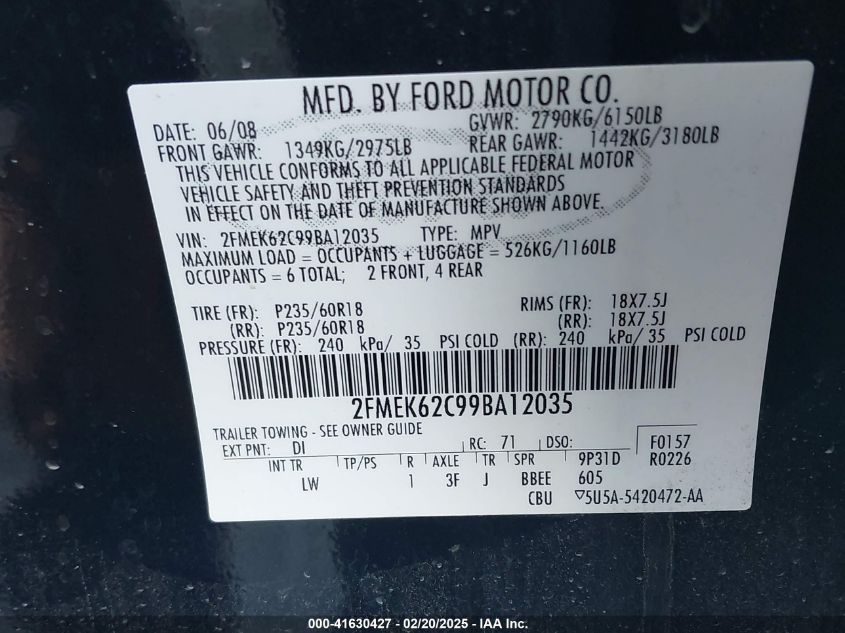 MFD. BY FORD MOTOR CO.
DATE: 06/08 GVWR: 2790KG/6150LB
FRONT GAWR: 1349KG/2975LB REAR GAWR: 1442KG/3180LB
THIS VEHICLE CONFORMS TO ALL APPLICABLE FEDERAL MOTOR
VEHICLE SAFETY AND THEFT PREVENTION STANDARDS
IN EFFECT ON THE DATE OF MANUFACTURE SHOWN ABOVE.
VIN: 2FMEK62C99BA12035 TYPE: MPV
MAXIMUM LOAD = OCCUPANTS + LUGGAGE = 526KG/1160LB
OCCUPANTS = 6 TOTAL; 2 FRONT, 4 REAR
TIRE (FR): P235/60R18 RIMS (FR): 18X7.5J
(RR): P235/60R18 (RR): 18X7.5J
PRESSURE (FR): 240 kPa/ 35 PSI COLD (RR): 240 kPa/ 35 PSI COLD
2FMEK62C99BA12035
TRAILER TOWING - SEE OWNER GUIDE
EXT PNT: DI RC: 71 DSO: F0157
INT TR TP/PS R AXLE TR SPR 9P31D R0226
LW 1 3F J BBEE 605
CBU ▽5U5A-5420472-AA
000-41630427 - 02/20/2025 - IAA Inc.